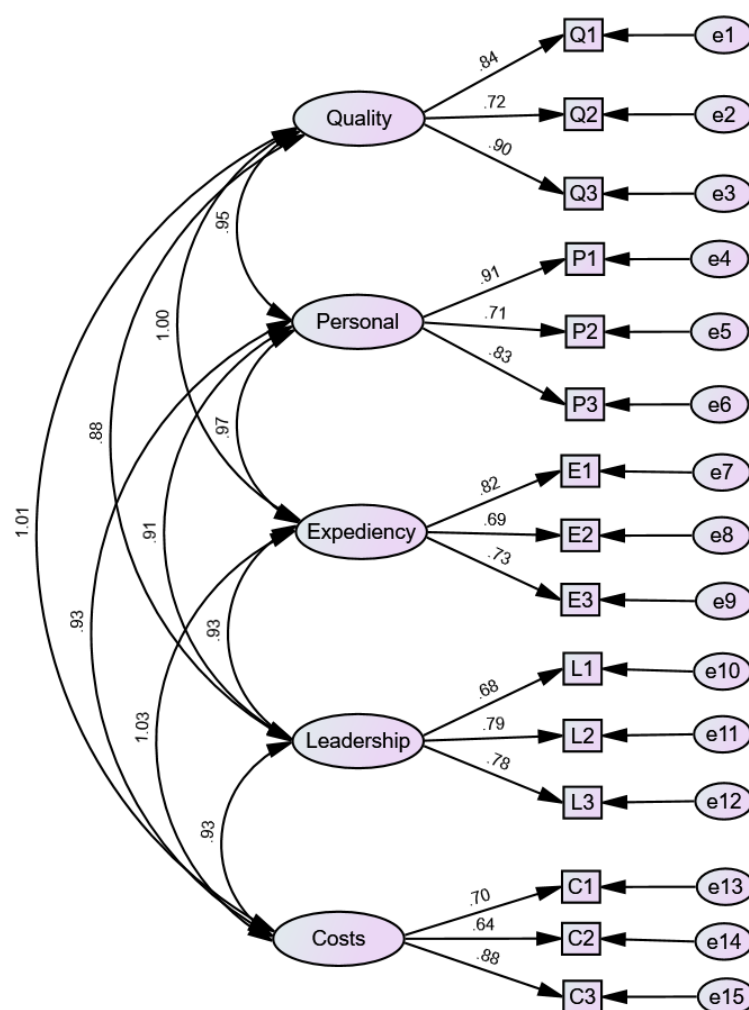 Q1
e1
.84
Quality
.72
Q2
e2
.90
Q3
e3
.95
P1
e4
.91
Personal
.71
P2
e5
.83
P3
e6
1.00
.88
.97
E1
e7
.82
Expediency
.69
E2
e8
.73
E3
e9
1.01
.91
.93
.93
L1
e10
.68
Leadership
.79
L2
e11
.78
L3
e12
1.03
.93
C1
e13
.70
Costs
.64
C2
e14
.88
C3
e15